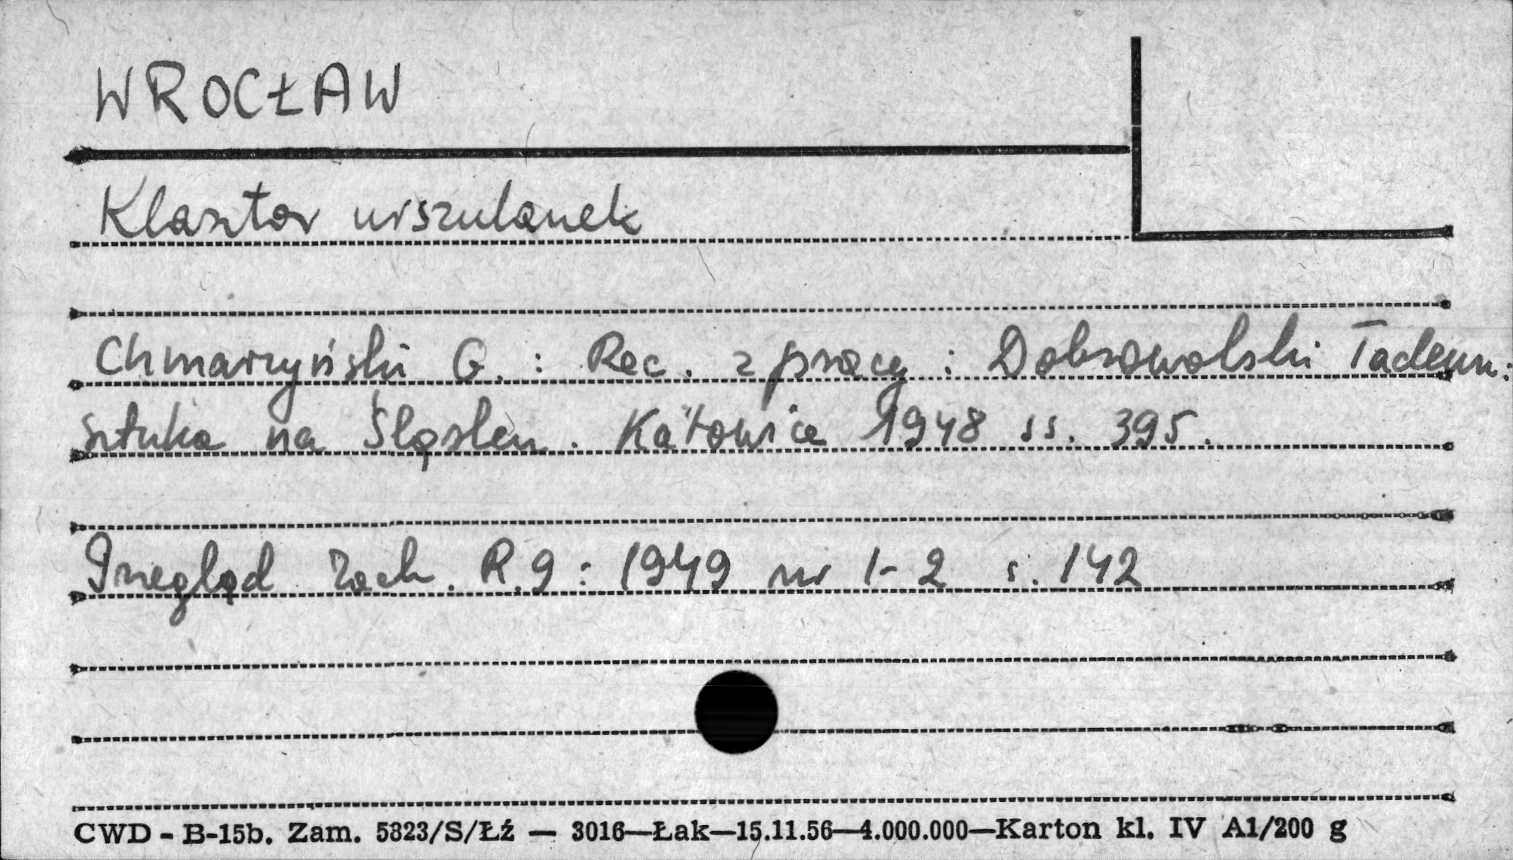 WROCŁAW
Klasztor urszulanek
Chmarzyński G. : Rec. z pracy : Dobrowolski Tadeusz:
Sztuka na Śląsku. Katowice 1948 ss. 395.
Przegląd Zach. R.9 : 1949 nr 1-2 s. 142
CWD - B-15b. Zam. 5823/S/Łź — 3016—Łak—15.11.56—4.000.000—Karton kl. IV A1/200 g